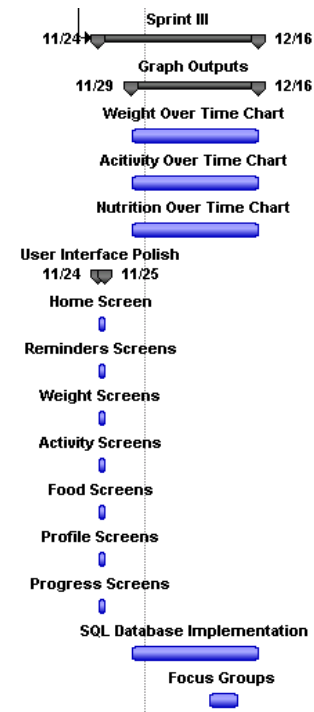 Sprint III
11/24 12/16
Graph Outputs
11/29 12/16
Weight Over Time Chart
Acitivity Over Time Chart
Nutrition Over Time Chart
User Interface Polish
11/24 11/25
Home Screen
Reminders Screens
Weight Screens
Activity Screens
Food Screens
Profile Screens
Progress Screens
SQL Database Implementation
Focus Groups